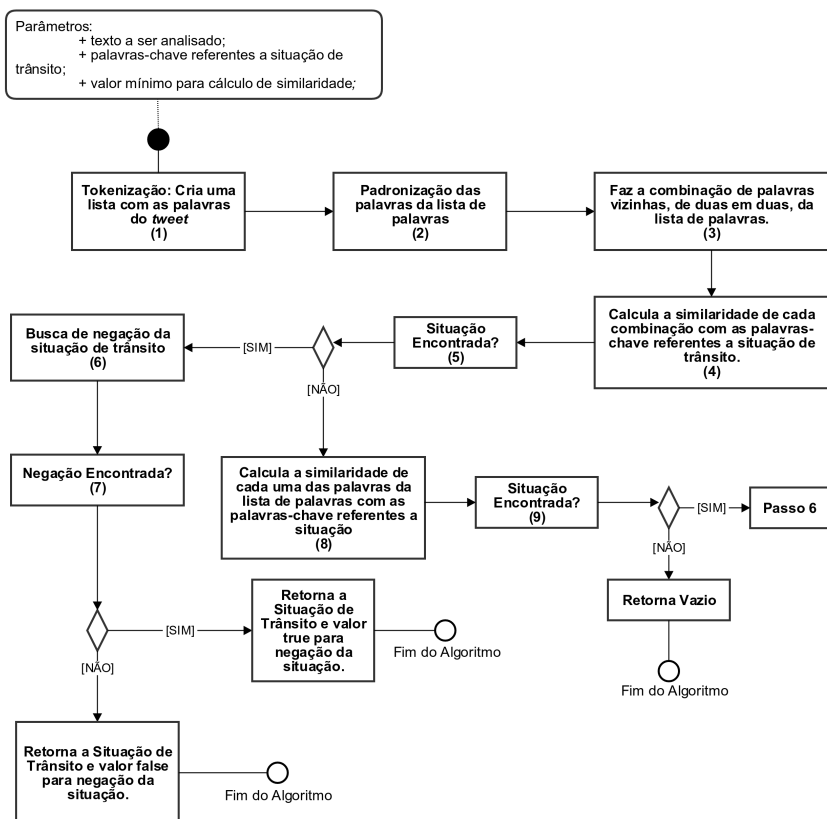 Parâmetros:
+ texto a ser analisado;
+ palavras-chave referentes a situação de
trânsito;
+ valor mínimo para cálculo de similaridade;
Tokenização: Cria uma
lista com as palavras
do tweet
(1)
Padronização das
palavras da lista de
palavras
(2)
Faz a combinação de palavras
vizinhas, de duas em duas, da
lista de palavras.
(3)
Calcula a similaridade de cada
combinação com as palavras-
chave referentes a situação de
trânsito.
(4)
Situação
Encontrada?
(5)
[SIM]
[NÃO]
Busca de negação da
situação de trânsito
(6)
Negação Encontrada?
(7)
Calcula a similaridade de
cada uma das palavras da
lista de palavras com as
palavras-chave referentes a
situação
(8)
Situação
Encontrada?
(9)
[SIM]
Passo 6
[NÃO]
Retorna Vazio
Fim do Algoritmo
[SIM]
Retorna a
Situação de
Trânsito e valor
true para
negação da
situação.
Fim do Algoritmo
[NÃO]
Retorna a Situação de
Trânsito e valor false
para negação da
situação.
Fim do Algoritmo